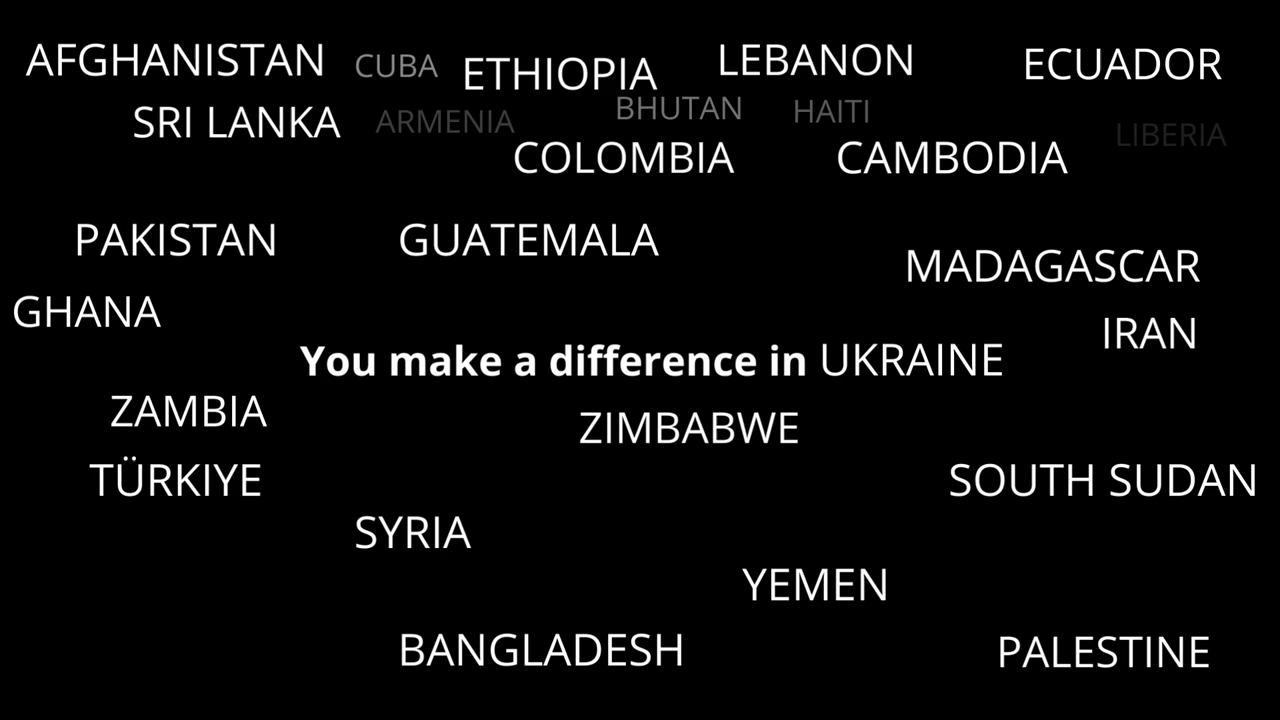 AFGHANISTAN CUBA ETHIOPIA LEBANON ECUADOR
SRI LANKA ARMENIA BHUTAN HAITI LIBERIA
COLOMBIA CAMBODIA
PAKISTAN GUATEMALA MADAGASCAR
GHANA IRAN
You make a difference in UKRAINE
ZAMBIA ZIMBABWE
TÜRKIYE SOUTH SUDAN
SYRIA
YEMEN
BANGLADESH PALESTINE